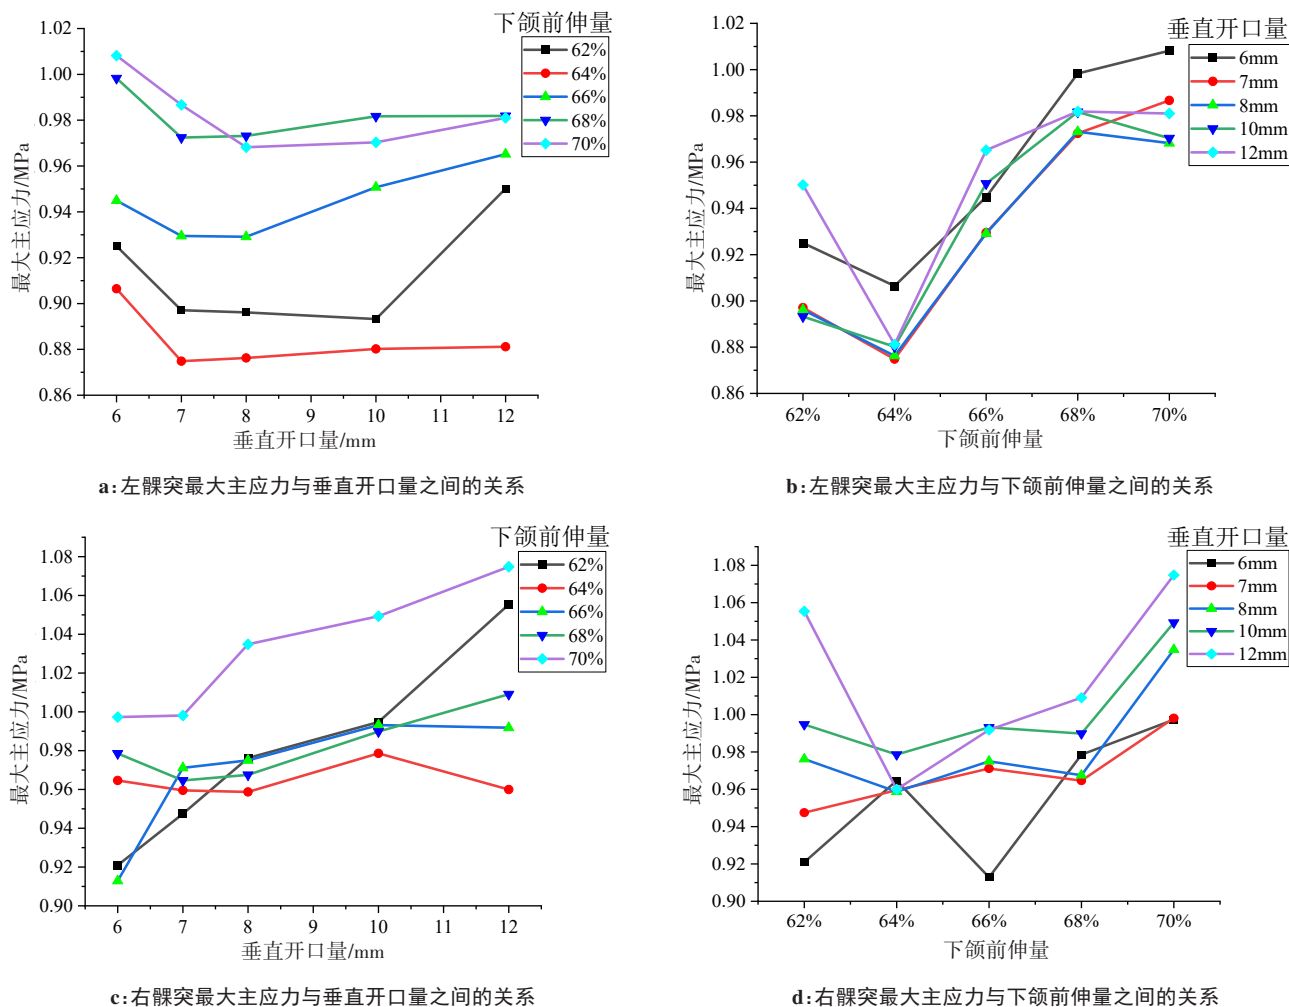 下颌前伸量
62%
64%
66%
68%
70%
1.02
1.00
0.98
0.96
0.94
0.92
0.90
0.88
0.86
最大主应力/MPa
6
7
8
9
10
11
12
垂直开口量/mm
a:左髁突最大主应力与垂直开口量之间的关系
垂直开口量
6mm
7mm
8mm
10mm
12mm
1.02
1.00
0.98
0.96
0.94
0.92
0.90
0.88
0.86
最大主应力/MPa
62%
64%
66%
68%
70%
下颌前伸量
b:左髁突最大主应力与下颌前伸量之间的关系
下颌前伸量
62%
64%
66%
68%
70%
1.08
1.06
1.04
1.02
1.00
0.98
0.96
0.94
0.92
0.90
最大主应力/MPa
6
7
8
9
10
11
12
垂直开口量/mm
c:右髁突最大主应力与垂直开口量之间的关系
垂直开口量
6mm
7mm
8mm
10mm
12mm
1.08
1.06
1.04
1.02
1.00
0.98
0.96
0.94
0.92
0.90
最大主应力/MPa
62%
64%
66%
68%
70%
下颌前伸量
d:右髁突最大主应力与下颌前伸量之间的关系